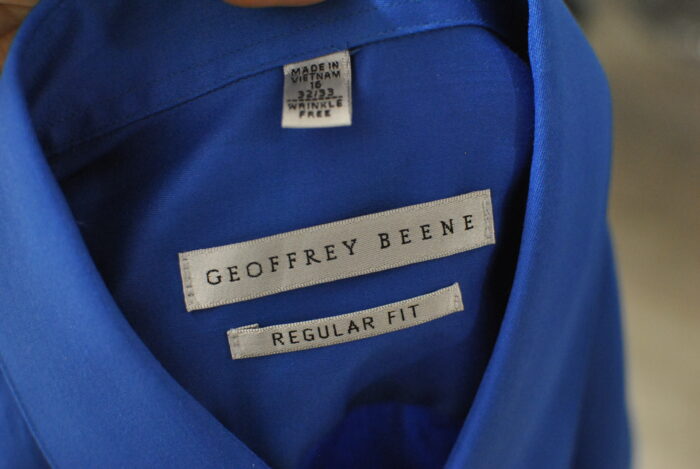 MADE IN
VIETNAM
16
32/33
WRINKLE
FREE
GEOFFREY BEENE
REGULAR FIT